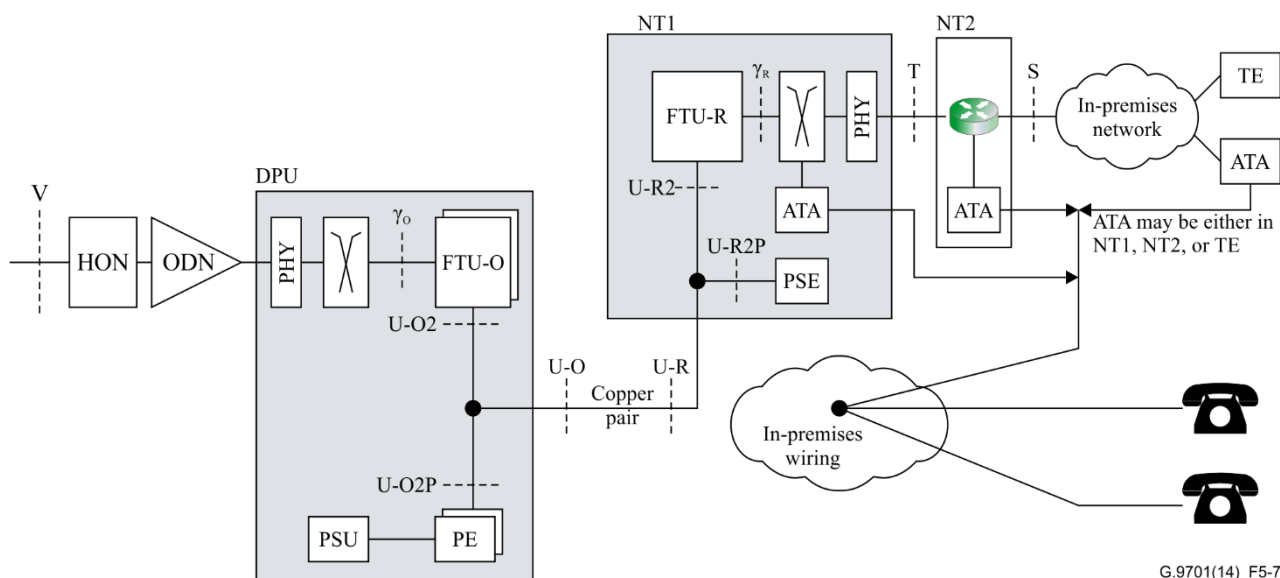 NT1
NT2
γR
T
S
TE
FTU-R
PHY
In-premises
network
ATA
U-R2
DPU
V
γO
ATA
ATA
ATA may be either in
NT1, NT2, or TE
U-R2P
HON
ODN
PHY
FTU-O
PSE
U-O2
U-O
U-R
Copper
pair
In-premises
wiring
U-O2P
PSU
PE
G.9701(14)_F5-7